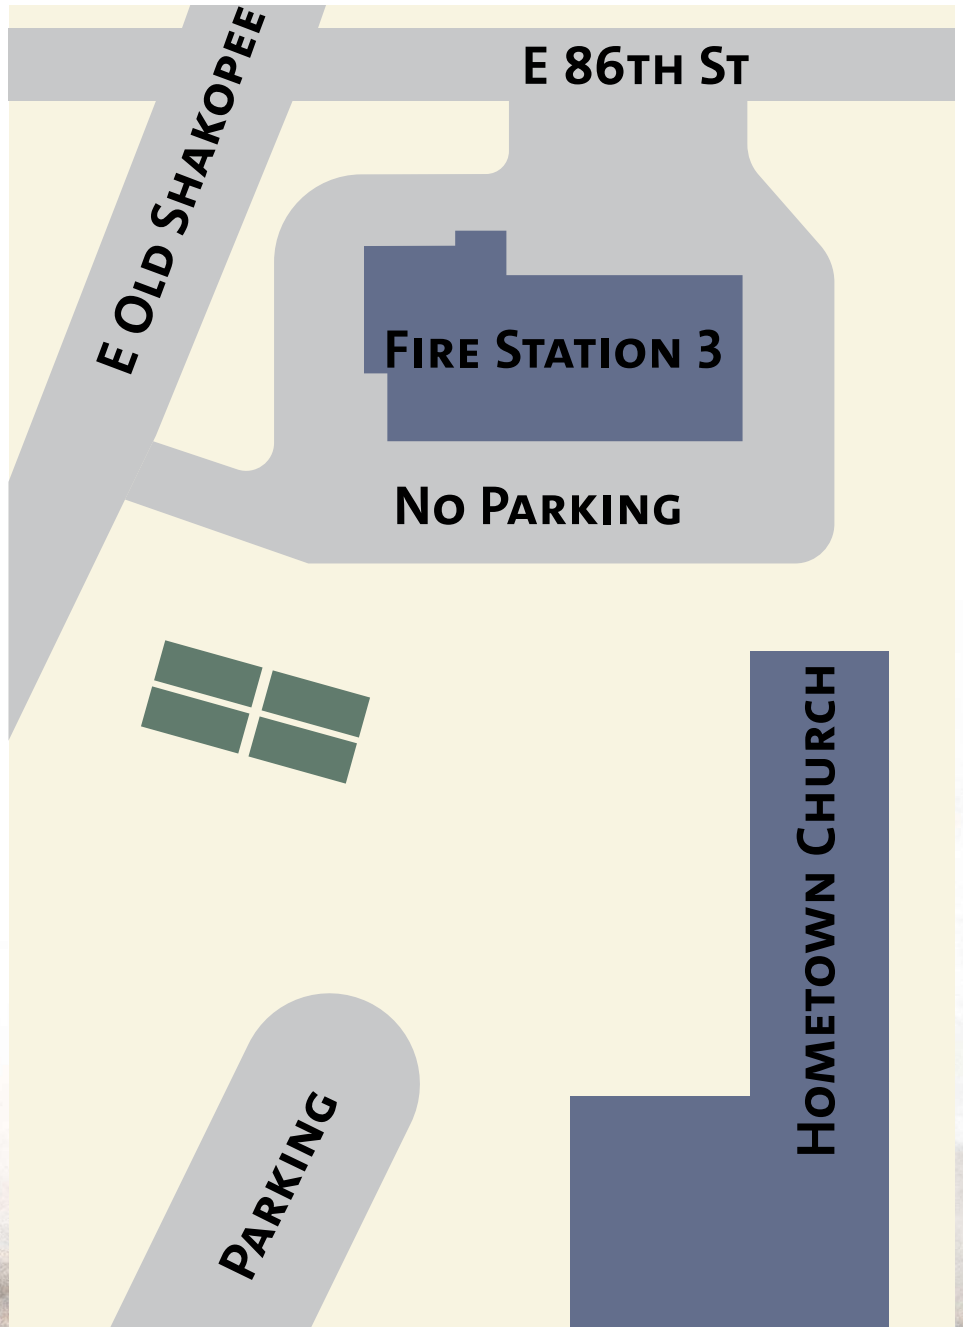 E 86th St
E Old Shakopee
Fire Station 3
No Parking
Hometown Church
Parking